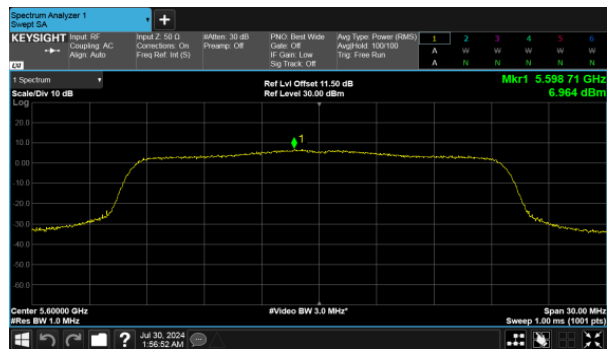 Spectrum Analyzer 1
Swept SA
+
KEYSIGHT Input: RF Input Z: 50 Ω #Atten: 30 dB PNO: Best Wide Avg Type: Power (RMS) 1 2 3 4 5 6
Coupling: AC Corrections: On Preamp: Off Gate: Off Avg|Hold: 100/100 A W W W W W
Align: Auto Freq Ref: Int (S) IF Gain: Low Trig: Free Run
Sig Track: Off A N N N N N
LXI
1 Spectrum Ref Lvl Offset 11.50 dB Mkr1 5.598 71 GHz
Scale/Div 10 dB Ref Level 30.00 dBm 6.964 dBm
Log
20.0
10.0
1
0.00
-10.0
-20.0
-30.0
-40.0
-50.0
-60.0
Center 5.60000 GHz #Video BW 3.0 MHz* Span 30.00 MHz
#Res BW 1.0 MHz Sweep 1.00 ms (1001 pts)
? Jul 30, 2024
1:56:52 AM